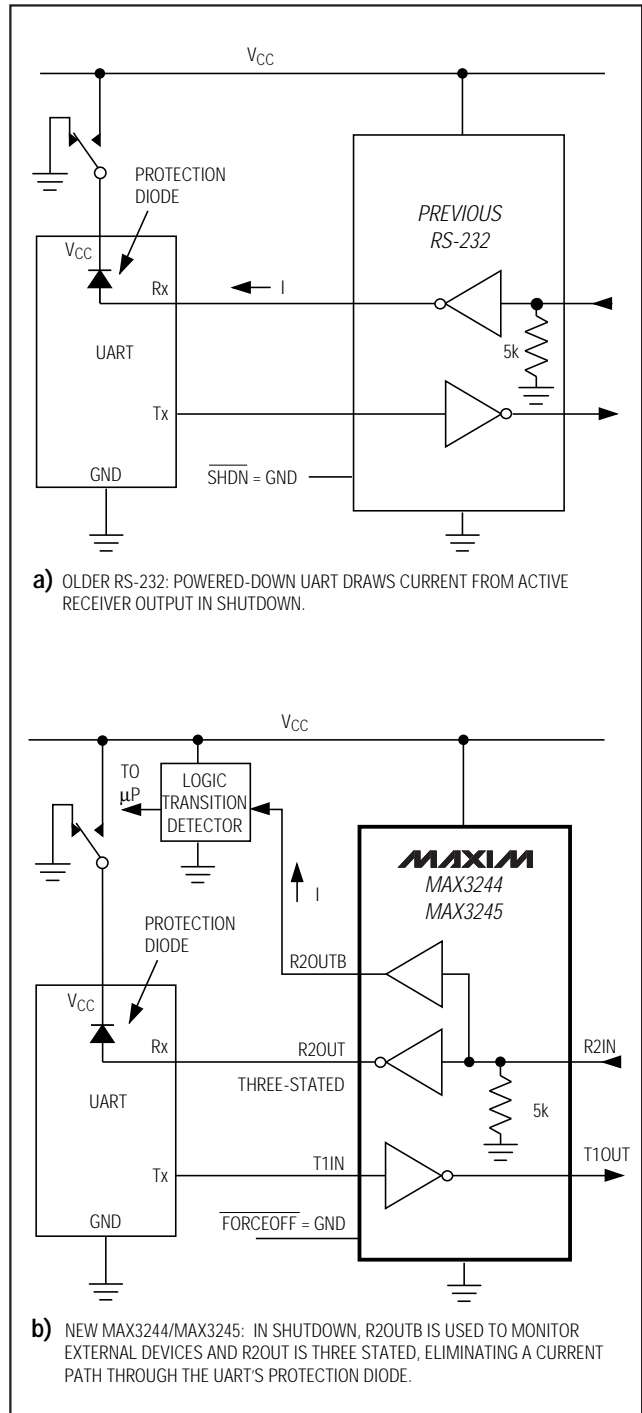 VCC
PROTECTION
DIODE
VCC
Rx
I
UART
Tx
GND
PREVIOUS
RS-232
5k
SHDN = GND
a) OLDER RS-232: POWERED-DOWN UART DRAWS CURRENT FROM ACTIVE
RECEIVER OUTPUT IN SHUTDOWN.
VCC
TO
µP
LOGIC
TRANSITION
DETECTOR
I
PROTECTION
DIODE
MAXIM
MAX3244
MAX3245
R2OUTB
VCC
Rx
R2OUT
R2IN
THREE-STATED
UART
5k
Tx
T1IN
T1OUT
GND
FORCEOFF = GND
b) NEW MAX3244/MAX3245: IN SHUTDOWN, R2OUTB IS USED TO MONITOR
EXTERNAL DEVICES AND R2OUT IS THREE STATED, ELIMINATING A CURRENT
PATH THROUGH THE UART'S PROTECTION DIODE.